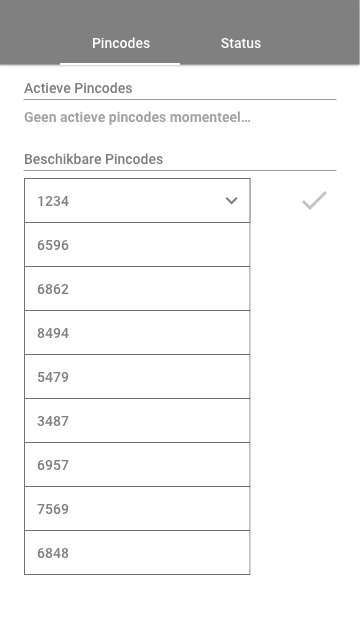 Pincodes Status
Actieve Pincodes
Geen actieve pincodes momenteel...
Beschikbare Pincodes
1234
6596
6862
8494
5479
3487
6957
7569
6848